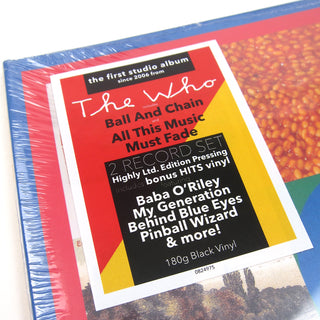 the first studio album
since 2006 from
The Who
Ball And Chain
All This Music
Must Fade
2 RECORD SET
Highly Ltd. Edition Pressing
includes bonus HITS vinyl
Baba O'Riley
My Generation
Behind Blue Eyes
Pinball Wizard
& more!
180g Black Vinyl
0824975